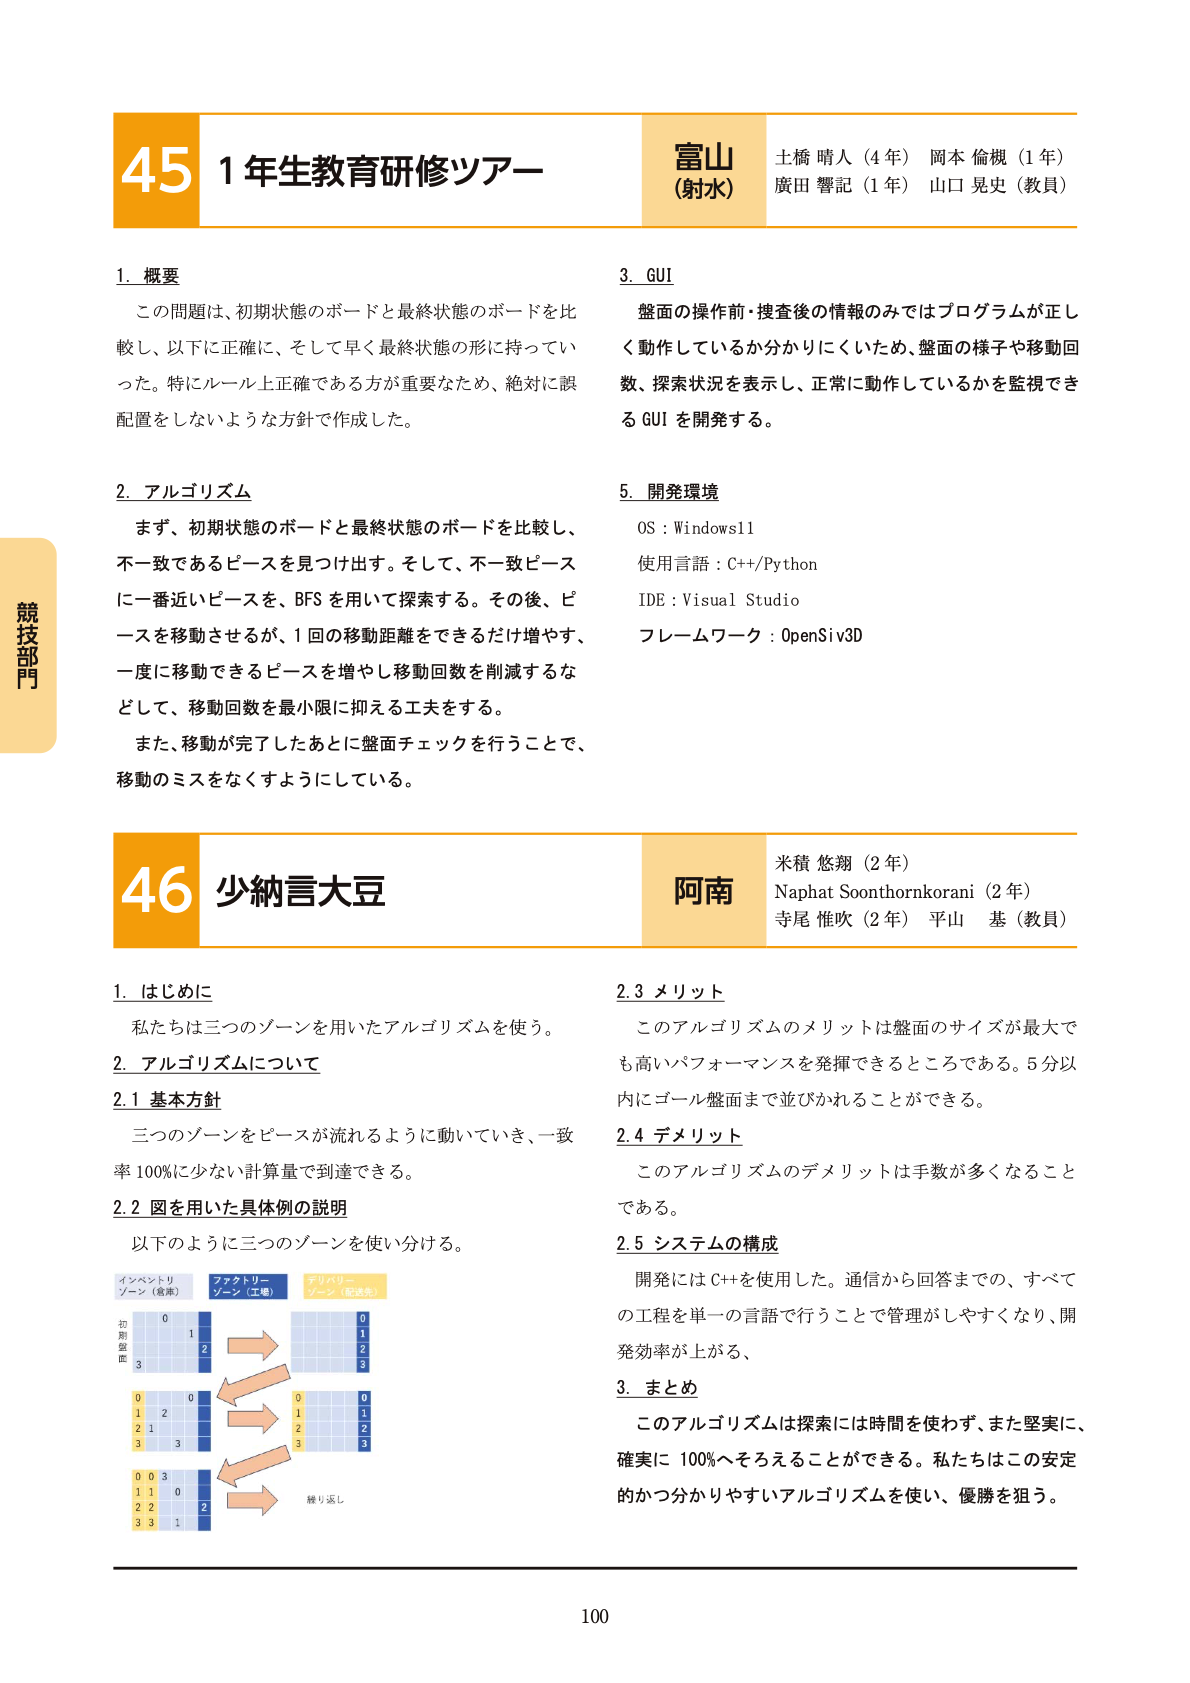 45
1年生教育研修ツアー
富山
(射水)
土橋 晴人（4年）　岡本 倫槻（1年）
廣田 響記（1年）　山口 晃史（教員）
1. 概要
この問題は、初期状態のボードと最終状態のボードを比
較し、以下に正確に、そして早く最終状態の形に持ってい
った。特にルール上正確である方が重要なため、絶対に誤
配置をしないような方針で作成した。
2. アルゴリズム
まず、初期状態のボードと最終状態のボードを比較し、
不一致であるピースを見つけ出す。そして、不一致ピース
に一番近いピースを、BFS を用いて探索する。その後、ピ
ースを移動させるが、1 回の移動距離をできるだけ増やす、
一度に移動できるピースを増やし移動回数を削減するな
どして、移動回数を最小限に抑える工夫をする。
また、移動が完了したあとに盤面チェックを行うことで、
移動のミスをなくすようにしている。
3. GUI
盤面の操作前・捜査後の情報のみではプログラムが正し
く動作しているか分かりにくいため、盤面の様子や移動回
数、探索状況を表示し、正常に動作しているかを監視でき
る GUI を開発する。
5. 開発環境
OS：Windows11
使用言語：C++/Python
IDE：Visual Studio
フレームワーク：OpenSiv3D
競技部門
46
少納言大豆
阿南
米積 悠翔（2年）
Naphat Soonthornkorani（2年）
寺尾 惟吹（2年）　平山　基（教員）
1. はじめに
私たちは三つのゾーンを用いたアルゴリズムを使う。
2. アルゴリズムについて
2.1 基本方針
三つのゾーンをピースが流れるように動いていき、一致
率 100%に少ない計算量で到達できる。
2.2 図を用いた具体例の説明
以下のように三つのゾーンを使い分ける。
インベントリ
ゾーン（倉庫）
ファクトリー
ゾーン（工場）
デリバリー
ゾーン（配送先）
初期盤面
0
1
2
3
0
1
2
3
0 0
1 2
2 1
3 3
0 0
1 1
2 2
3 3
0 0 3
1 1 0
2 2 2
3 3 1
繰り返し
2.3 メリット
このアルゴリズムのメリットは盤面のサイズが最大で
も高いパフォーマンスを発揮できるところである。5 分以
内にゴール盤面まで並びかれることができる。
2.4 デメリット
このアルゴリズムのデメリットは手数が多くなること
である。
2.5 システムの構成
開発には C++を使用した。通信から回答までの、すべて
の工程を単一の言語で行うことで管理がしやすくなり、開
発効率が上がる、
3. まとめ
このアルゴリズムは探索には時間を使わず、また堅実に、
確実に 100%へそろえることができる。私たちはこの安定
的かつ分かりやすいアルゴリズムを使い、優勝を狙う。
100